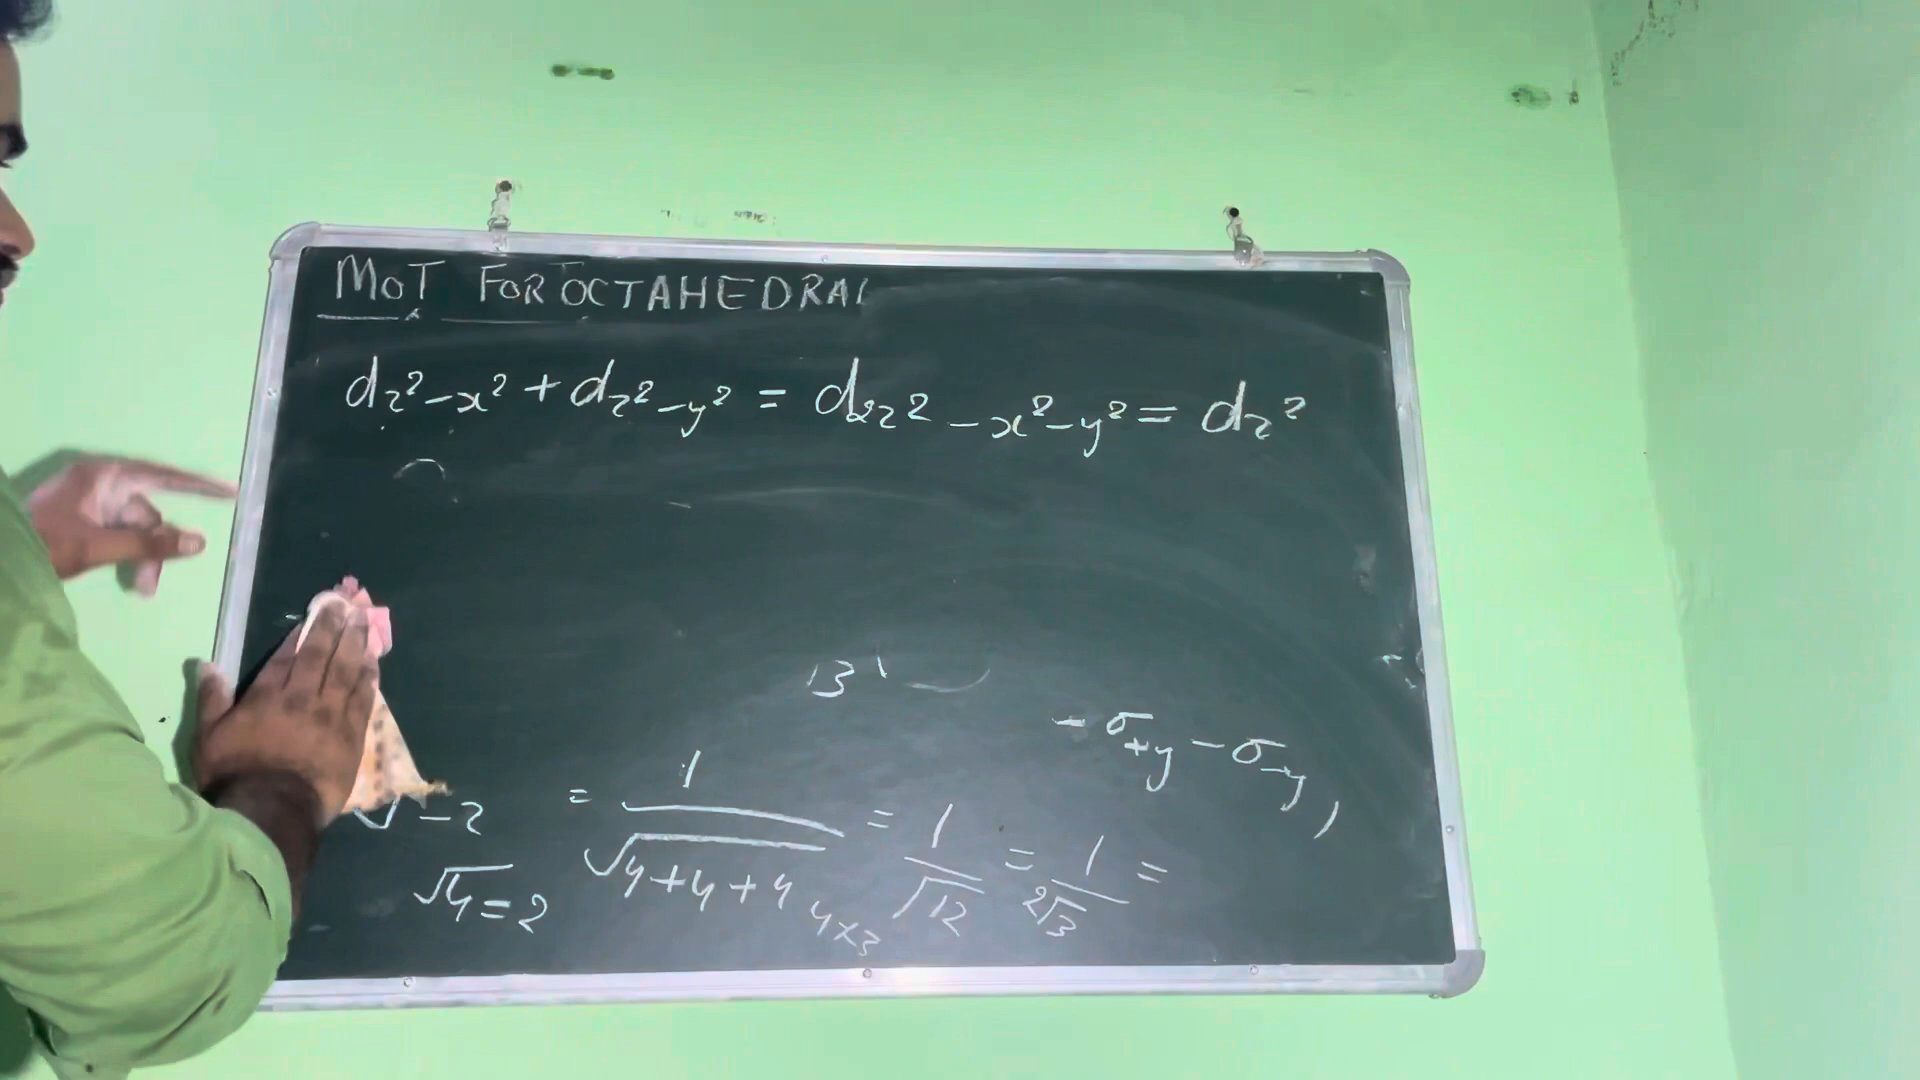 MOT FOR OCTAHEDRAL
dz²-x² + dz²-y² = d2z²-x²-y² = dz²
- σ+y - σ-y )
√ -2 = 1/√4+4+4 = 1/√12 = 1/2√3 =
√4=2
4×3